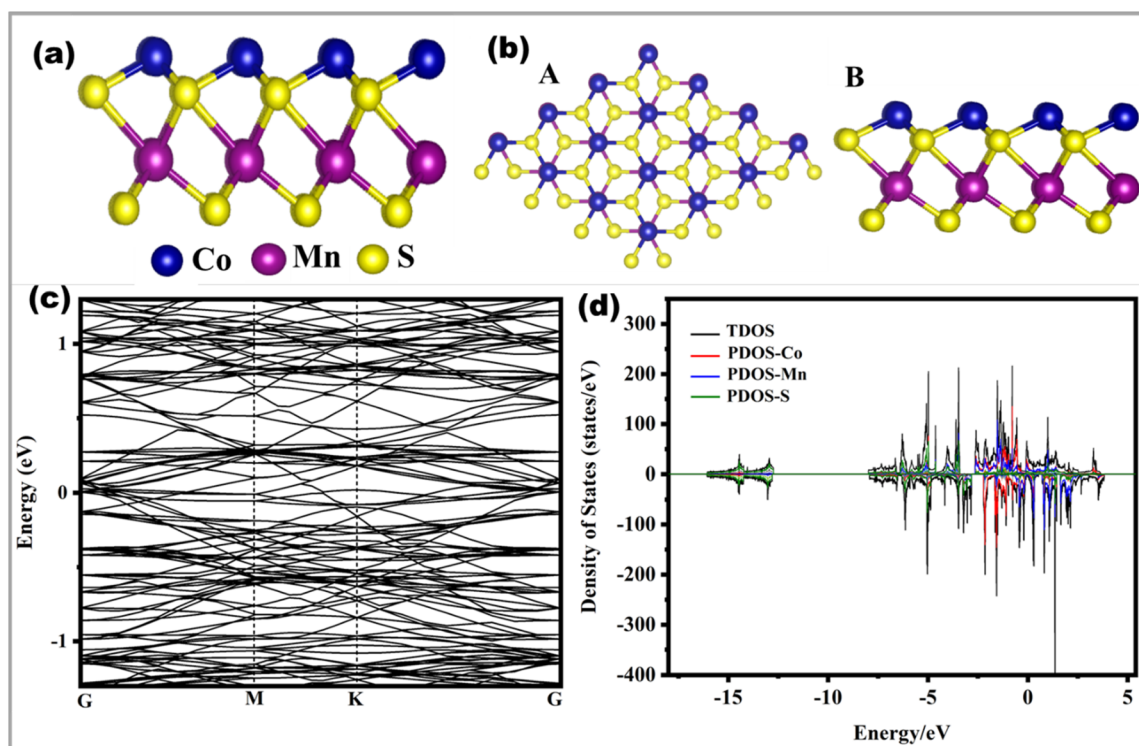 (a)
Co Mn S
(b)
A
B
(c)
Energy (eV)
1
0
-1
G M K G
(d)
Density of States (states/eV)
300
200
100
0
-100
-200
-300
-400
TDOS
PDOS-Co
PDOS-Mn
PDOS-S
-15 -10 -5 0 5
Energy/eV